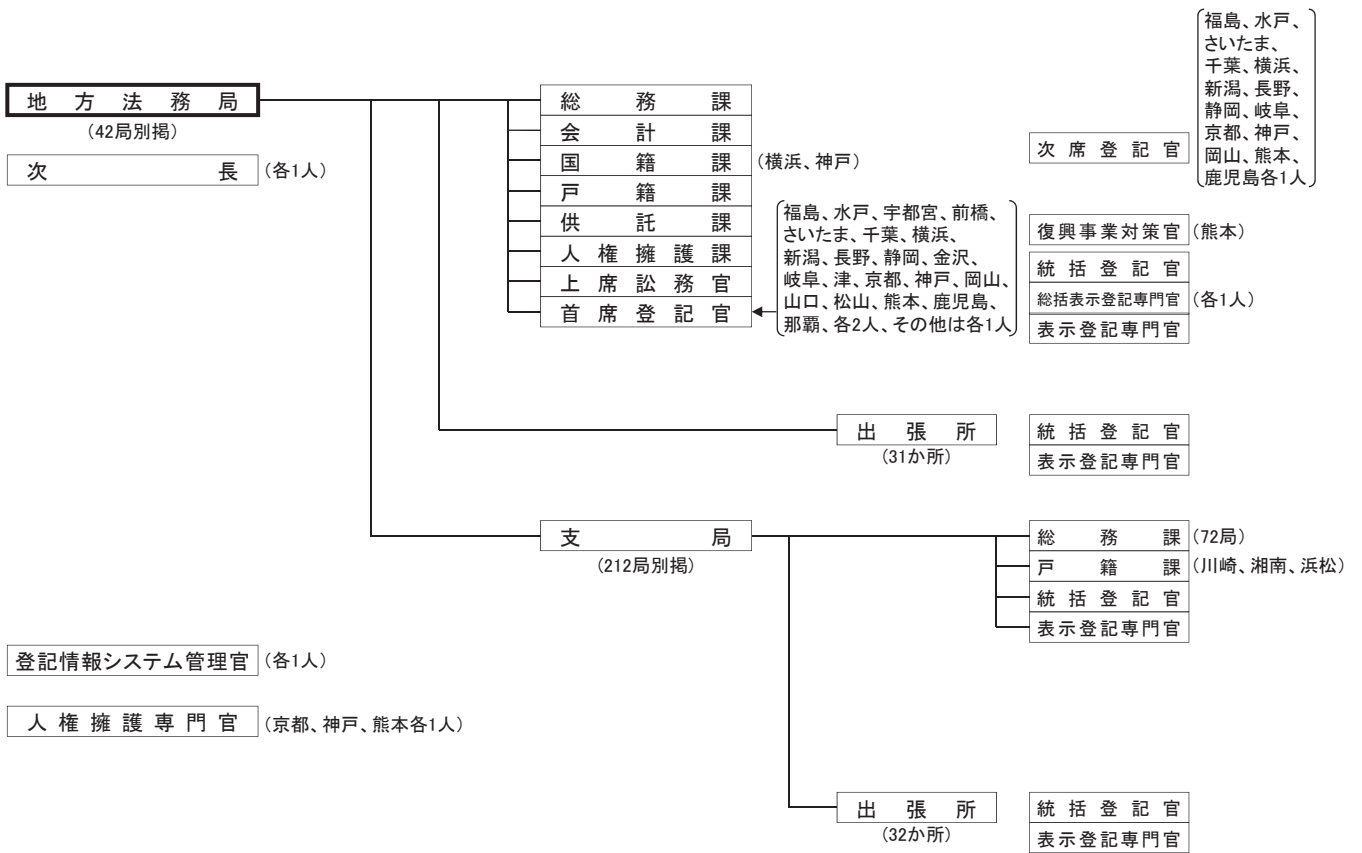 地方法務局
(42局別掲)
次長
(各1人)
総務課
会計課
国籍課
(横浜、神戸)
戸籍課
供託課
人権擁護課
上席訟務官
首席登記官
福島、水戸、宇都宮、前橋、
さいたま、千葉、横浜、
新潟、長野、静岡、金沢、
岐阜、津、京都、神戸、岡山、
山口、松山、熊本、鹿児島、
那覇、各2人、その他は各1人
次席登記官
福島、水戸、
さいたま、
千葉、横浜、
新潟、長野、
静岡、岐阜、
京都、神戸、
岡山、熊本、
鹿児島各1人
復興事業対策官
(熊本)
統括登記官
総括表示登記専門官
(各1人)
表示登記専門官
出張所
(31か所)
統括登記官
表示登記専門官
支局
(212局別掲)
総務課
(72局)
戸籍課
(川崎、湘南、浜松)
統括登記官
表示登記専門官
登記情報システム管理官
(各1人)
人権擁護専門官
(京都、神戸、熊本各1人)
出張所
(32か所)
統括登記官
表示登記専門官